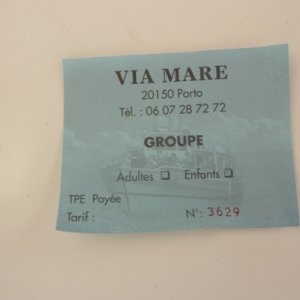 VIA MARE
20150 Porto
Tél. : 06 07 28 72 72
GROUPE
Adultes ❏ Enfants ❏
TPE Payée
Tarif : N° : 3629